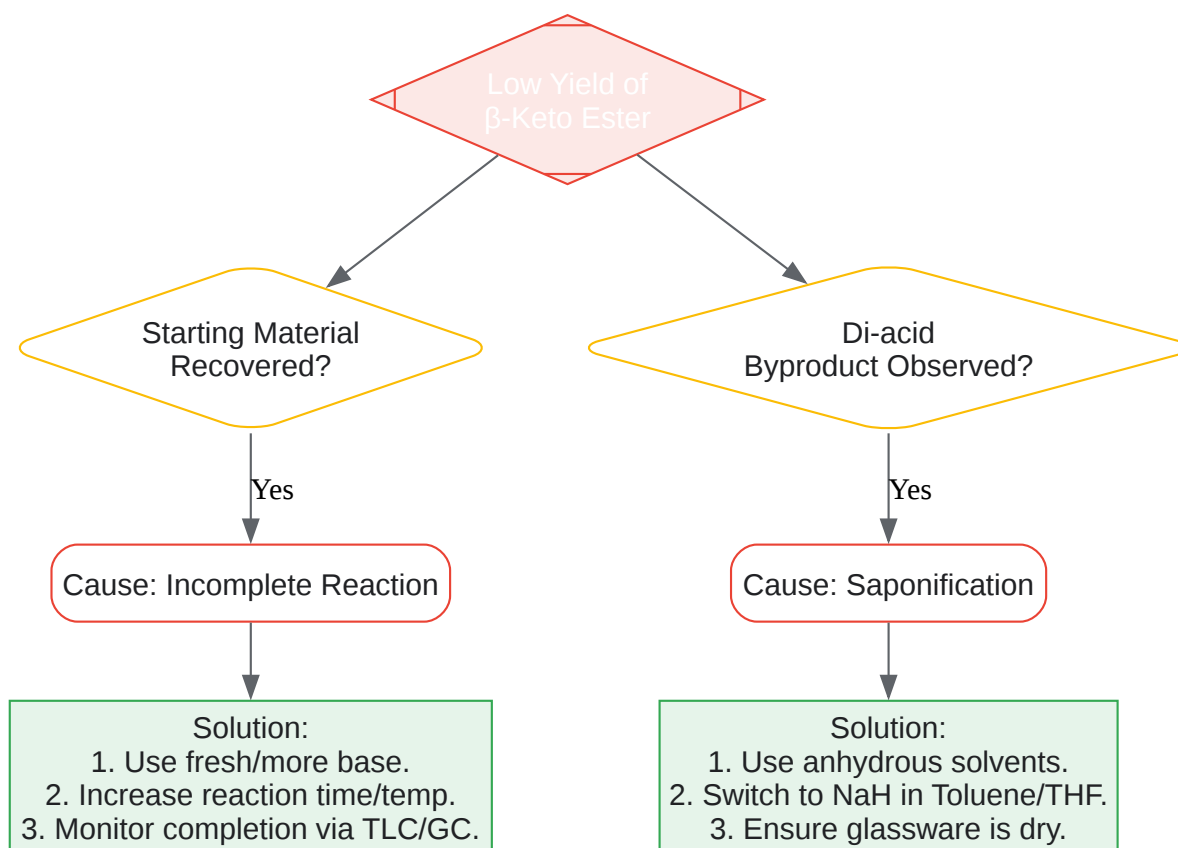 Low Yield of
β-Keto Ester
Starting Material
Recovered?
Di-acid
Byproduct Observed?
Yes
Yes
Cause: Incomplete Reaction
Cause: Saponification
Solution:
1. Use fresh/more base.
2. Increase reaction time/temp.
3. Monitor completion via TLC/GC.
Solution:
1. Use anhydrous solvents.
2. Switch to NaH in Toluene/THF.
3. Ensure glassware is dry.